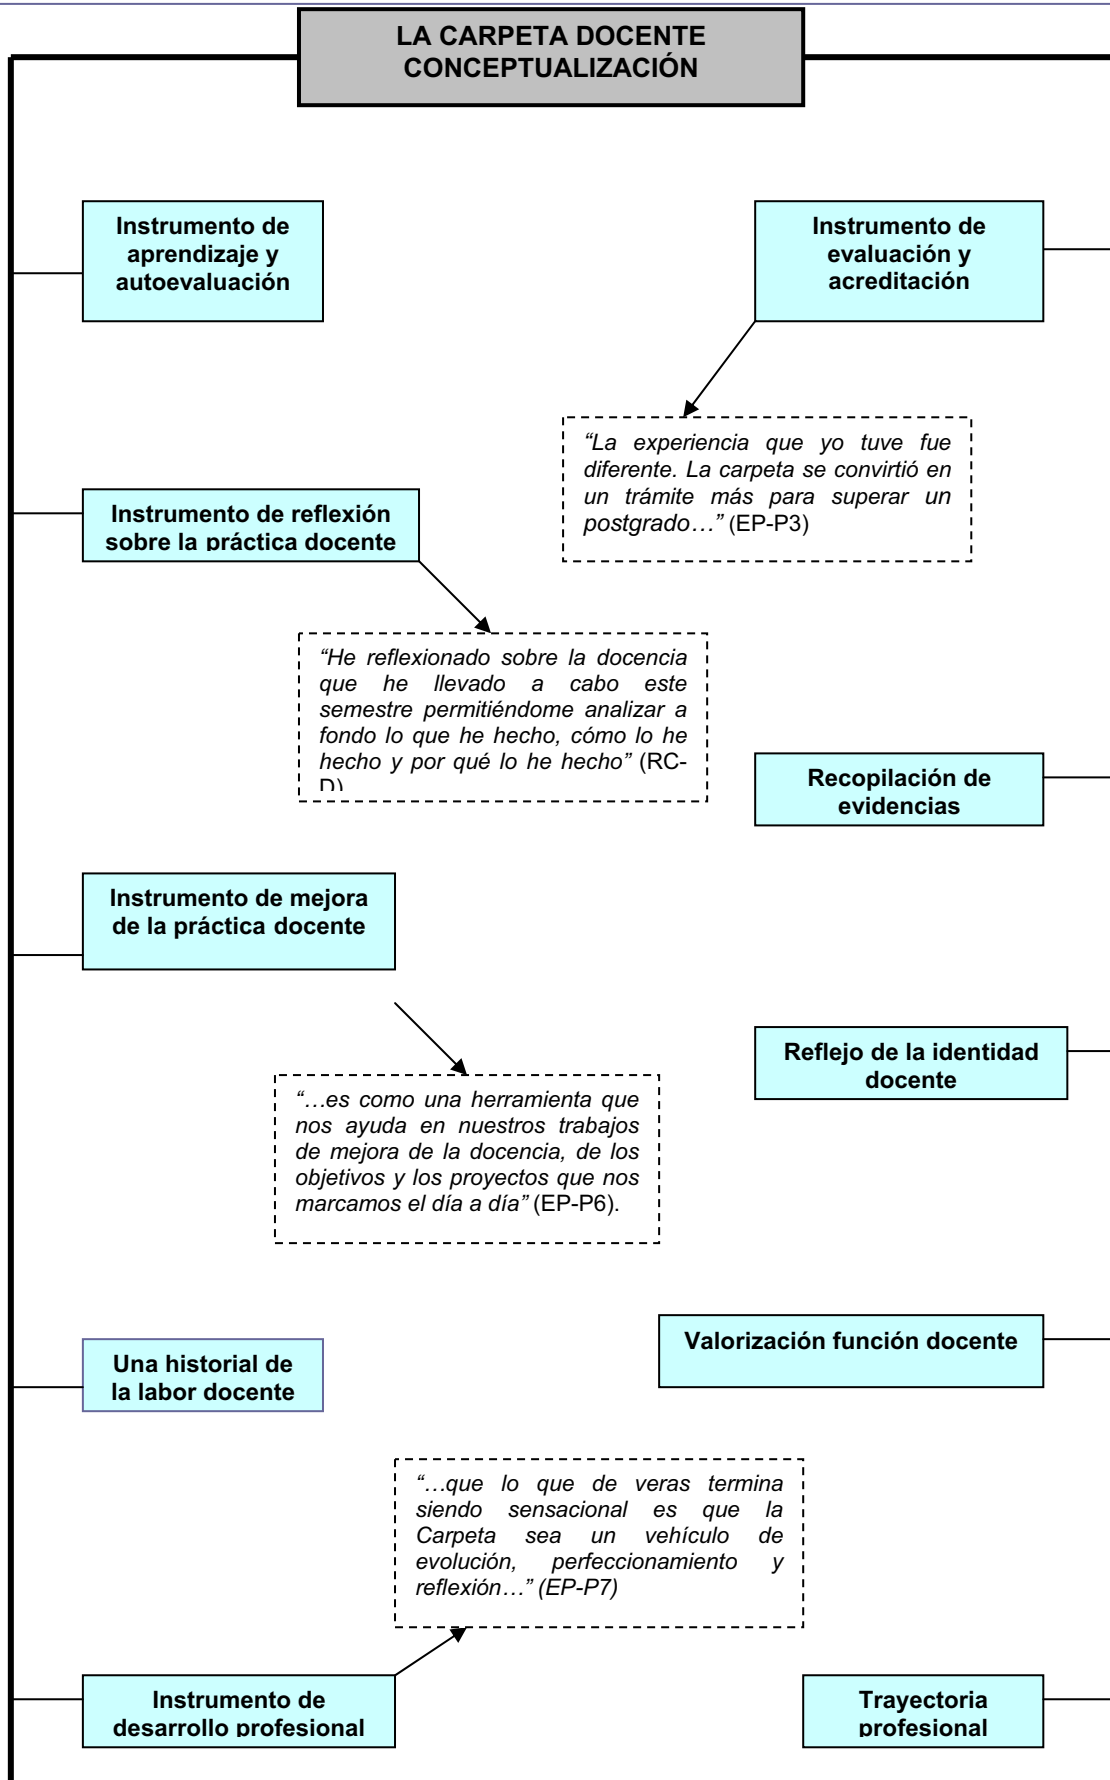 LA CARPETA DOCENTE
CONCEPTUALIZACIÓN
Instrumento de
aprendizaje y
autoevaluación
Instrumento de
evaluación y
acreditación
“La experiencia que yo tuve fue
diferente. La carpeta se convirtió en
un trámite más para superar un
postgrado…” (EP-P3)
Instrumento de reflexión
sobre la práctica docente
“He reflexionado sobre la docencia
que he llevado a cabo este
semestre permitiéndome analizar a
fondo lo que he hecho, cómo lo he
hecho y por qué lo he hecho” (RC-
D)
Recopilación de
evidencias
Instrumento de mejora
de la práctica docente
Reflejo de la identidad
docente
“…es como una herramienta que
nos ayuda en nuestros trabajos
de mejora de la docencia, de los
objetivos y los proyectos que nos
marcamos el día a día” (EP-P6).
Valorización función docente
Una historial de
la labor docente
“…que lo que de veras termina
siendo sensacional es que la
Carpeta sea un vehículo de
evolución, perfeccionamiento y
reflexión…” (EP-P7)
Instrumento de
desarrollo profesional
Trayectoria
profesional